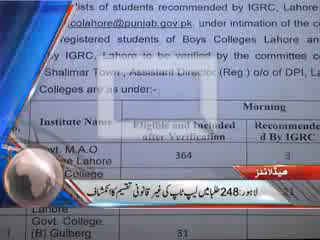 lists of students recommended by IGRC, Lahore
colahore@punjab.gov.pk. under intimation of the co
registered students of Boys Colleges Lahore an
by IGRC, Lahore to be verified by the committee co
Shalimar Town , Assistant Director (Reg.) o/o of DPI, La
Colleges are as under:-
Morning
Institute Name
Eligible and Included
after Verification
Recommende
d By IGRC
Govt. M.A.O
College Lahore
364
3
College
ہیڈلائنز
لاہور: 248 طلبا میں لیپ ٹاپ کی غیر قانونی تقسیم کا انکشاف
Lahore
Govt. College.
(B) Gulberg
31